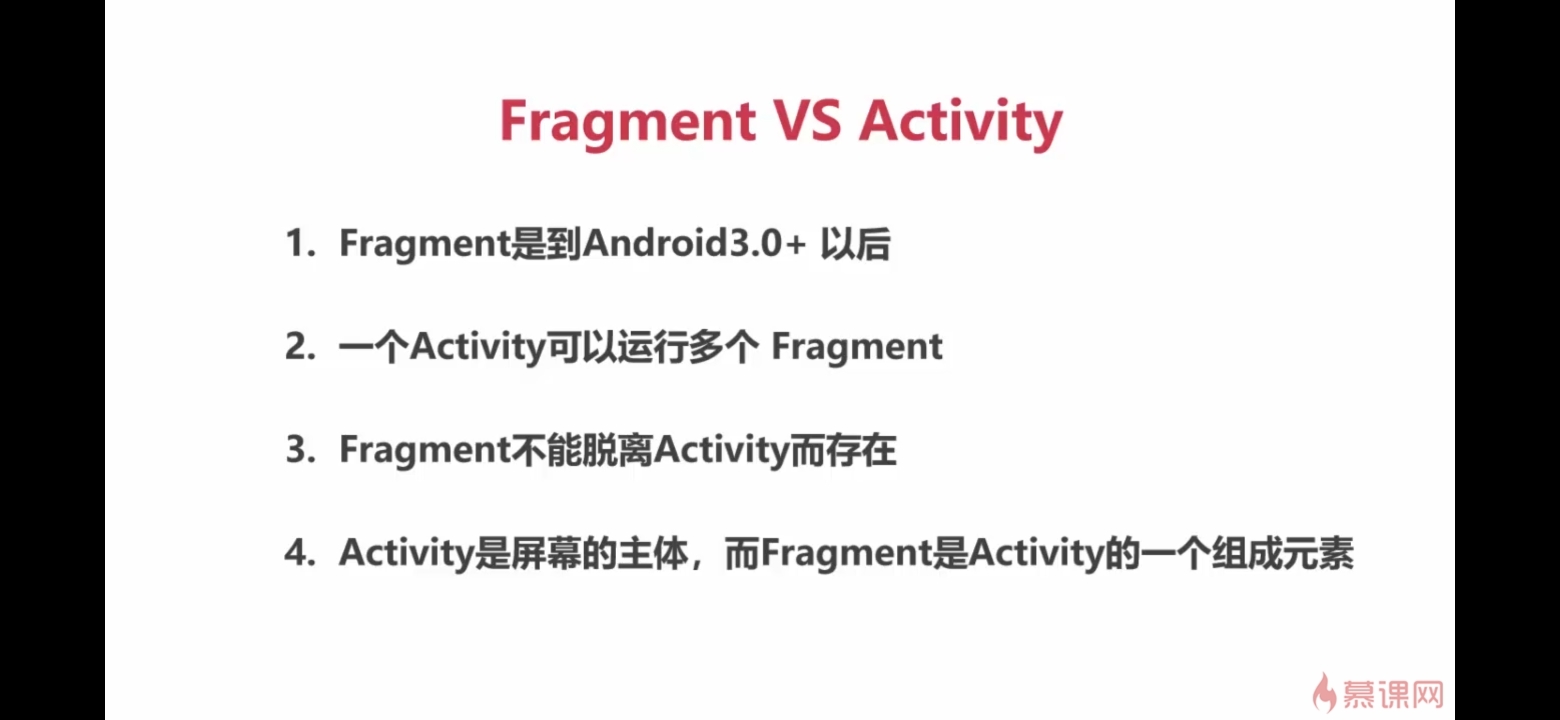 Fragment VS Activity
1. Fragment是到Android3.0+ 以后
2. 一个Activity可以运行多个 Fragment
3. Fragment不能脱离Activity而存在
4. Activity是屏幕的主体，而Fragment是Activity的一个组成元素
慕课网